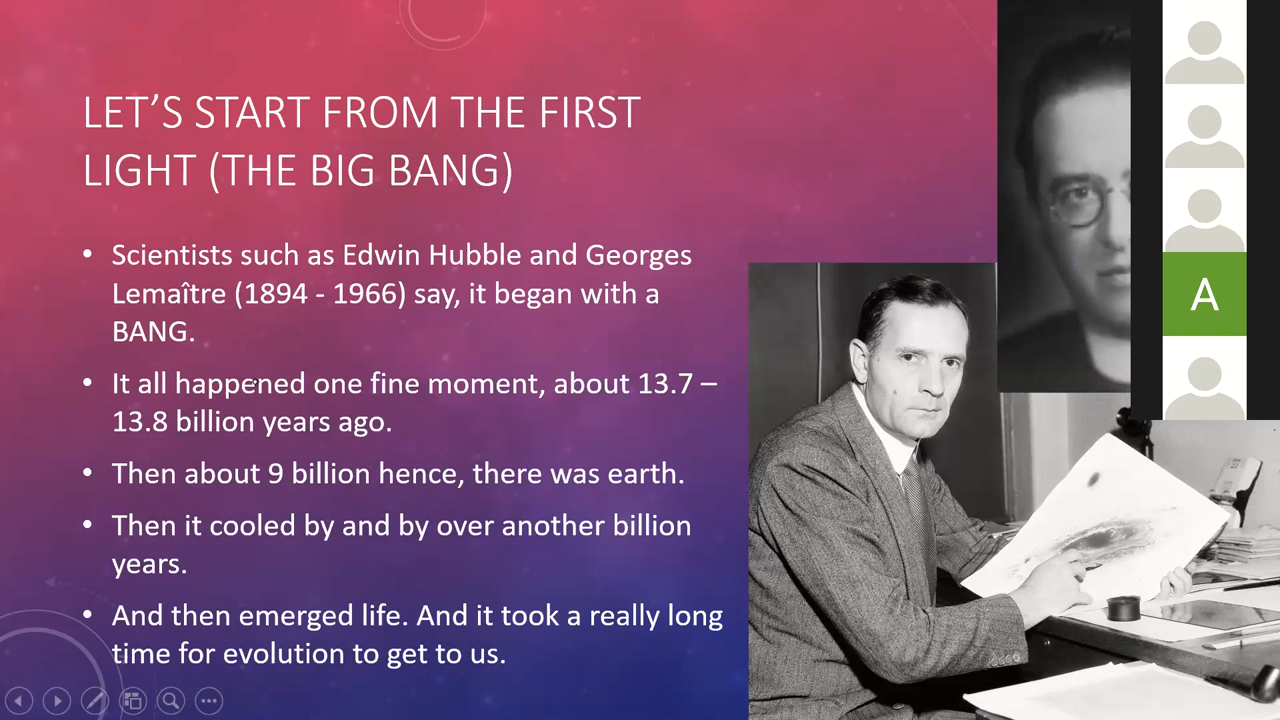 LET’S START FROM THE FIRST
LIGHT (THE BIG BANG)
• Scientists such as Edwin Hubble and Georges
Lemaître (1894 - 1966) say, it began with a
BANG.
• It all happened one fine moment, about 13.7 –
13.8 billion years ago.
• Then about 9 billion hence, there was earth.
• Then it cooled by and by over another billion
years.
• And then emerged life. And it took a really long
time for evolution to get to us.
A